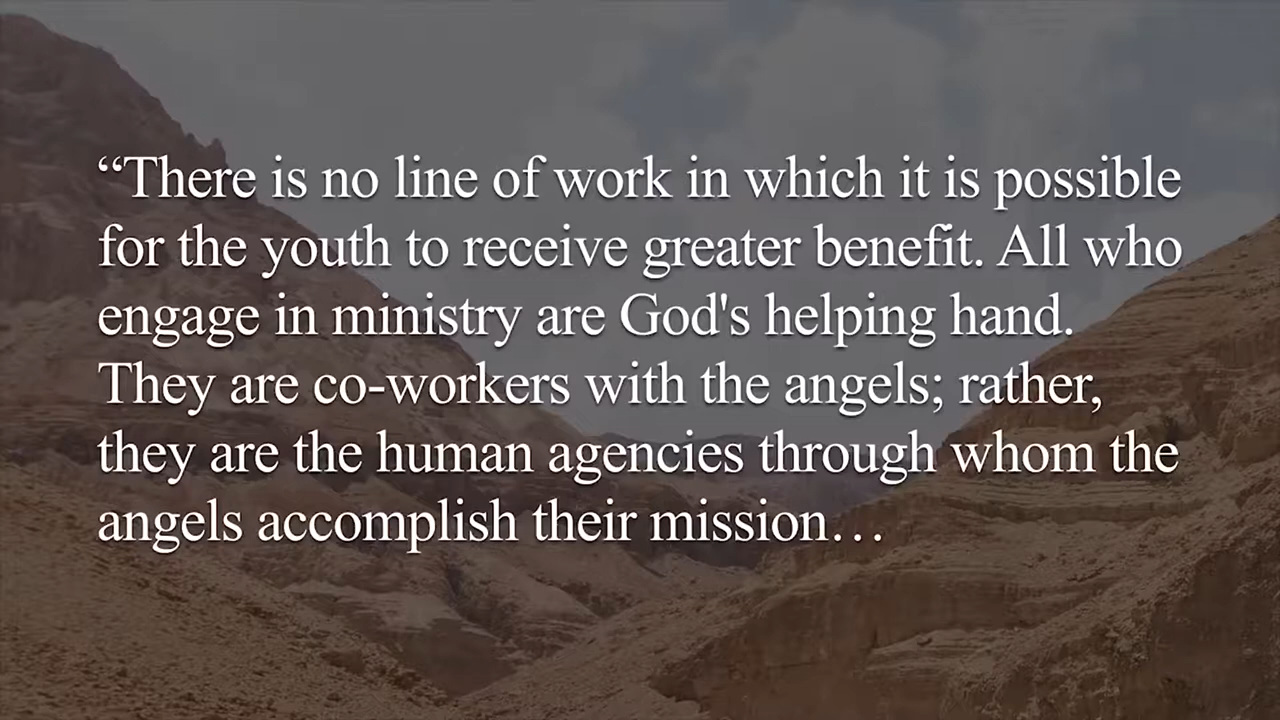 “There is no line of work in which it is possible
for the youth to receive greater benefit. All who
engage in ministry are God's helping hand.
They are co-workers with the angels; rather,
they are the human agencies through whom the
angels accomplish their mission…